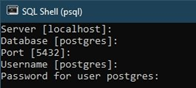 SQL Shell (psql)
Server [localhost]:
Database [postgres]:
Port [5432]:
Username [postgres]:
Password for user postgres: